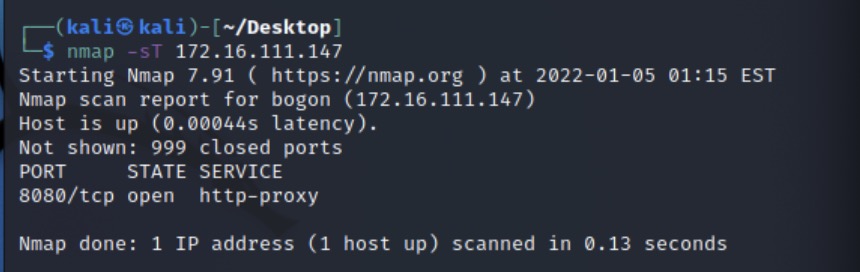 ┌──(kali㉿kali)-[~/Desktop]
└─$ nmap -sT 172.16.111.147
Starting Nmap 7.91 ( https://nmap.org ) at 2022-01-05 01:15 EST
Nmap scan report for bogon (172.16.111.147)
Host is up (0.00044s latency).
Not shown: 999 closed ports
PORT     STATE SERVICE
8080/tcp open  http-proxy
Nmap done: 1 IP address (1 host up) scanned in 0.13 seconds